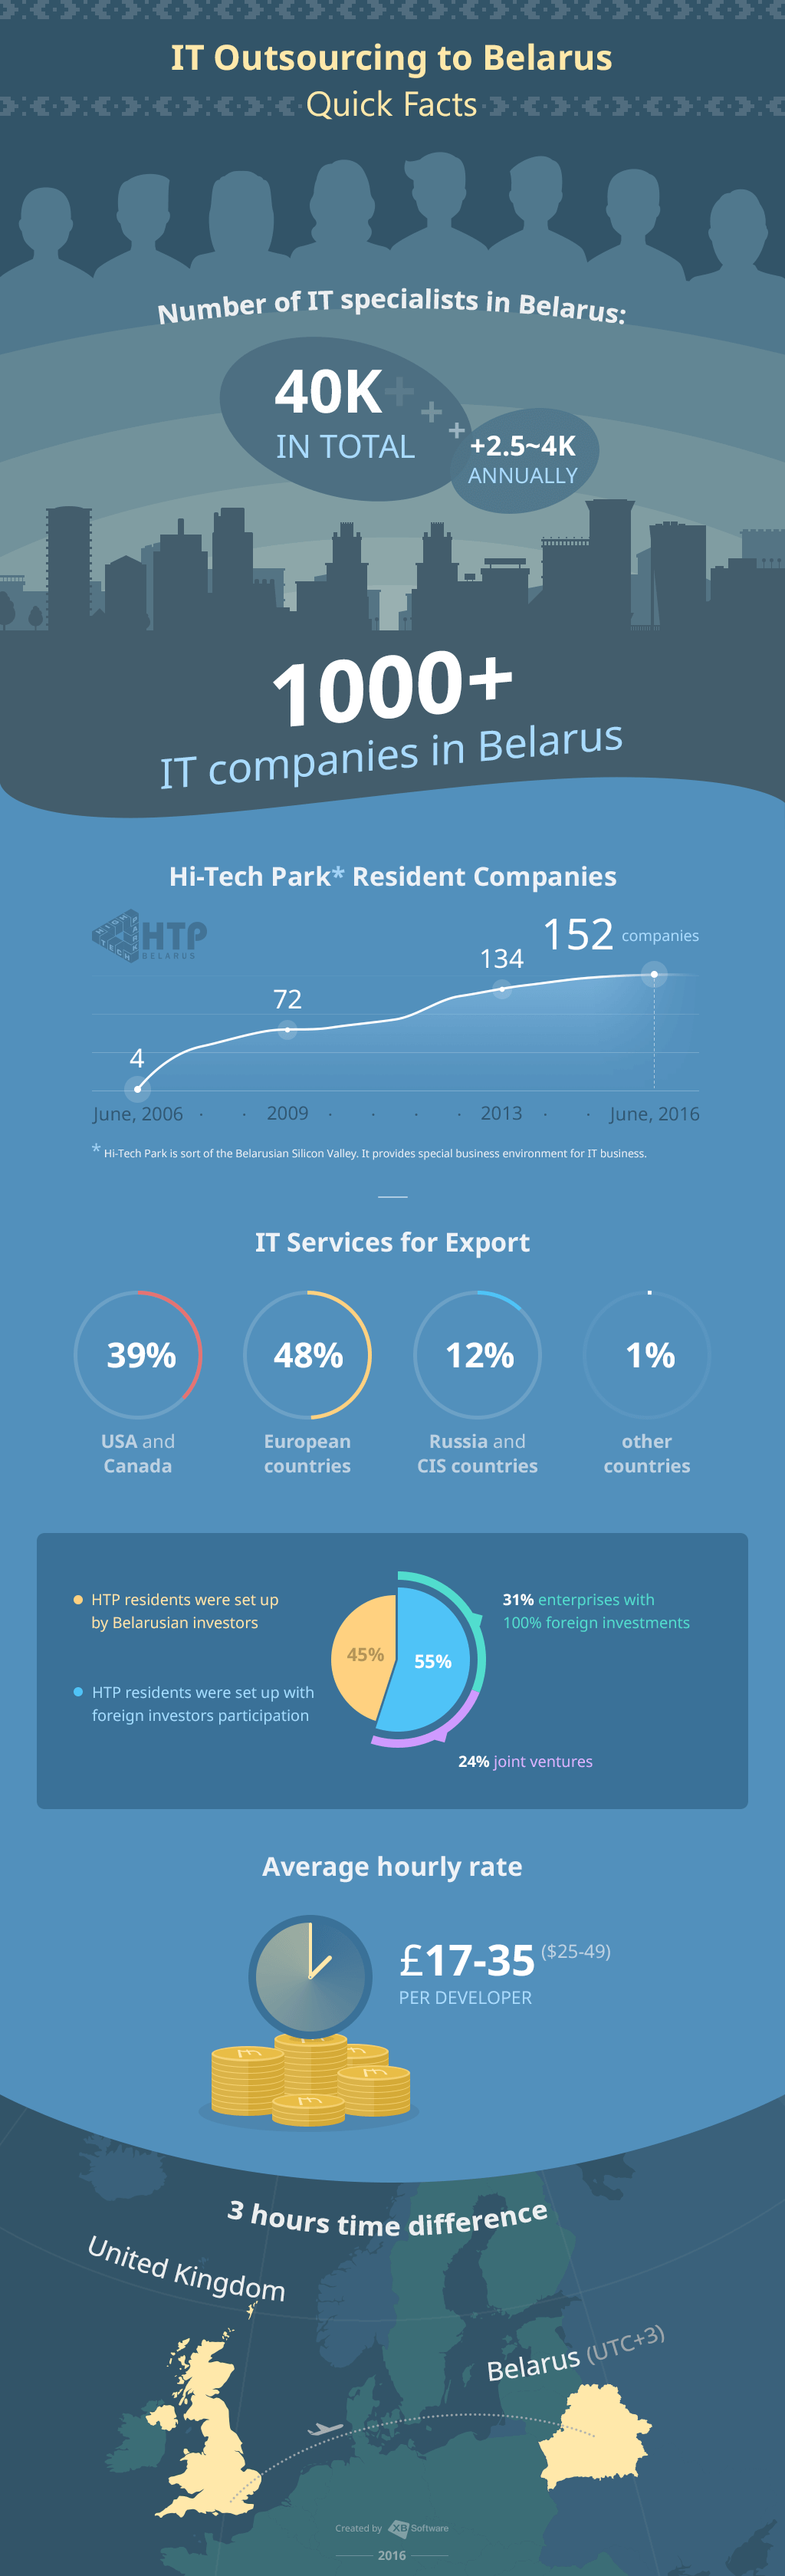 IT Outsourcing to Belarus
Quick Facts
Number of IT specialists in Belarus:
40K+ + +
IN TOTAL
+2.5~4K
ANNUALLY
1000+
IT companies in Belarus
Hi-Tech Park* Resident Companies
HIGH TECH PARK
HTP
BELARUS
152 companies
134
72
4
June, 2006 · · 2009 · · · · 2013 · · June, 2016
* Hi-Tech Park is sort of the Belarusian Silicon Valley. It provides special business environment for IT business.
IT Services for Export
39%
48%
12%
1%
USA and
Canada
European
countries
Russia and
CIS countries
other
countries
HTP residents were set up
by Belarusian investors
HTP residents were set up with
foreign investors participation
45%
55%
31% enterprises with
100% foreign investments
24% joint ventures
Average hourly rate
£17-35 ($25-49)
PER DEVELOPER
3 hours time difference
United Kingdom
Belarus (UTC+3)
Created by XB Software
2016